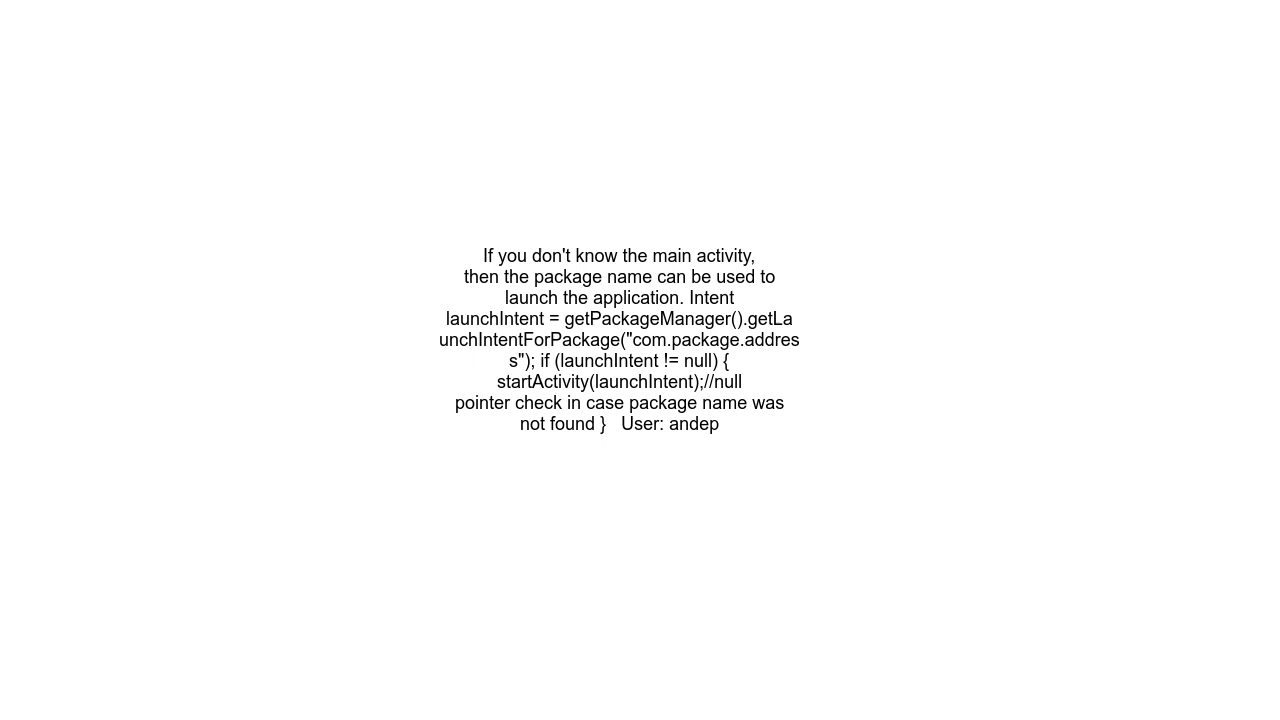 If you don't know the main activity,
then the package name can be used to
launch the application. Intent
launchIntent = getPackageManager().getLa
unchIntentForPackage("com.package.addres
s"); if (launchIntent != null) {
startActivity(launchIntent);//null
pointer check in case package name was
not found }   User: andep